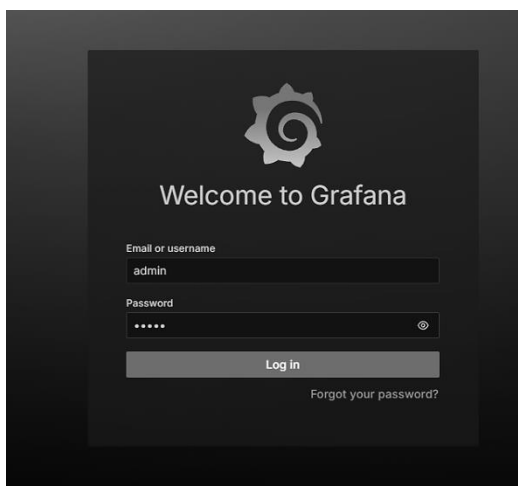 Welcome to Grafana
Email or username
admin
Password
•••••
Log in
Forgot your password?